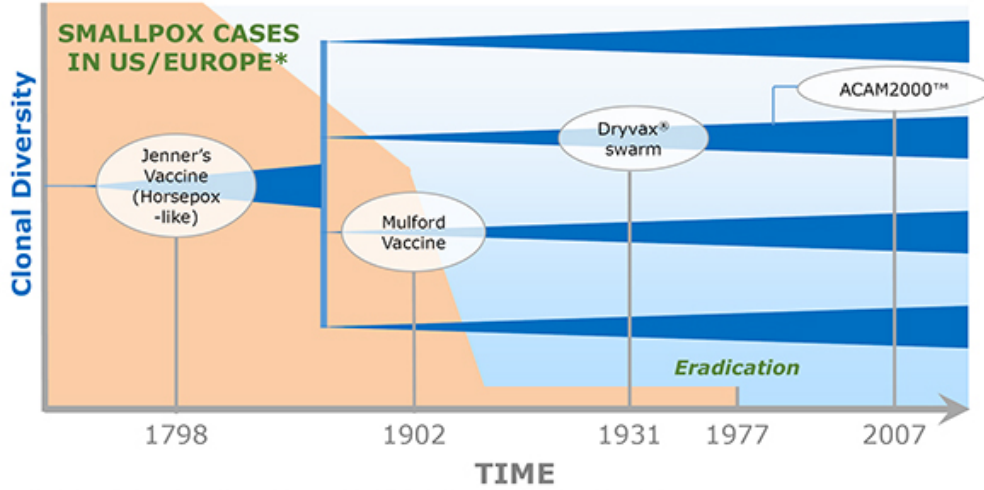 SMALLPOX CASES
IN US/EUROPE*
Clonal Diversity
Jenner's
Vaccine
(Horsepox
-like)
Mulford
Vaccine
Dryvax®
swarm
ACAM2000™
Eradication
1798
1902
1931
1977
2007
TIME